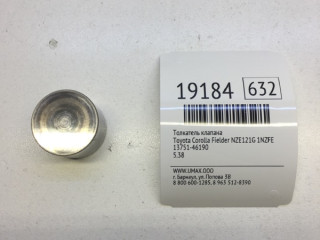 19184 632
Толкатель клапана
Toyota Corolla Fielder NZE121G 1NZFE
13751-46190
5.38
WWW.UMAX.OOO
г. Барнаул, ул. Попова 3В
8 800 600-1285, 8 963 512-8390